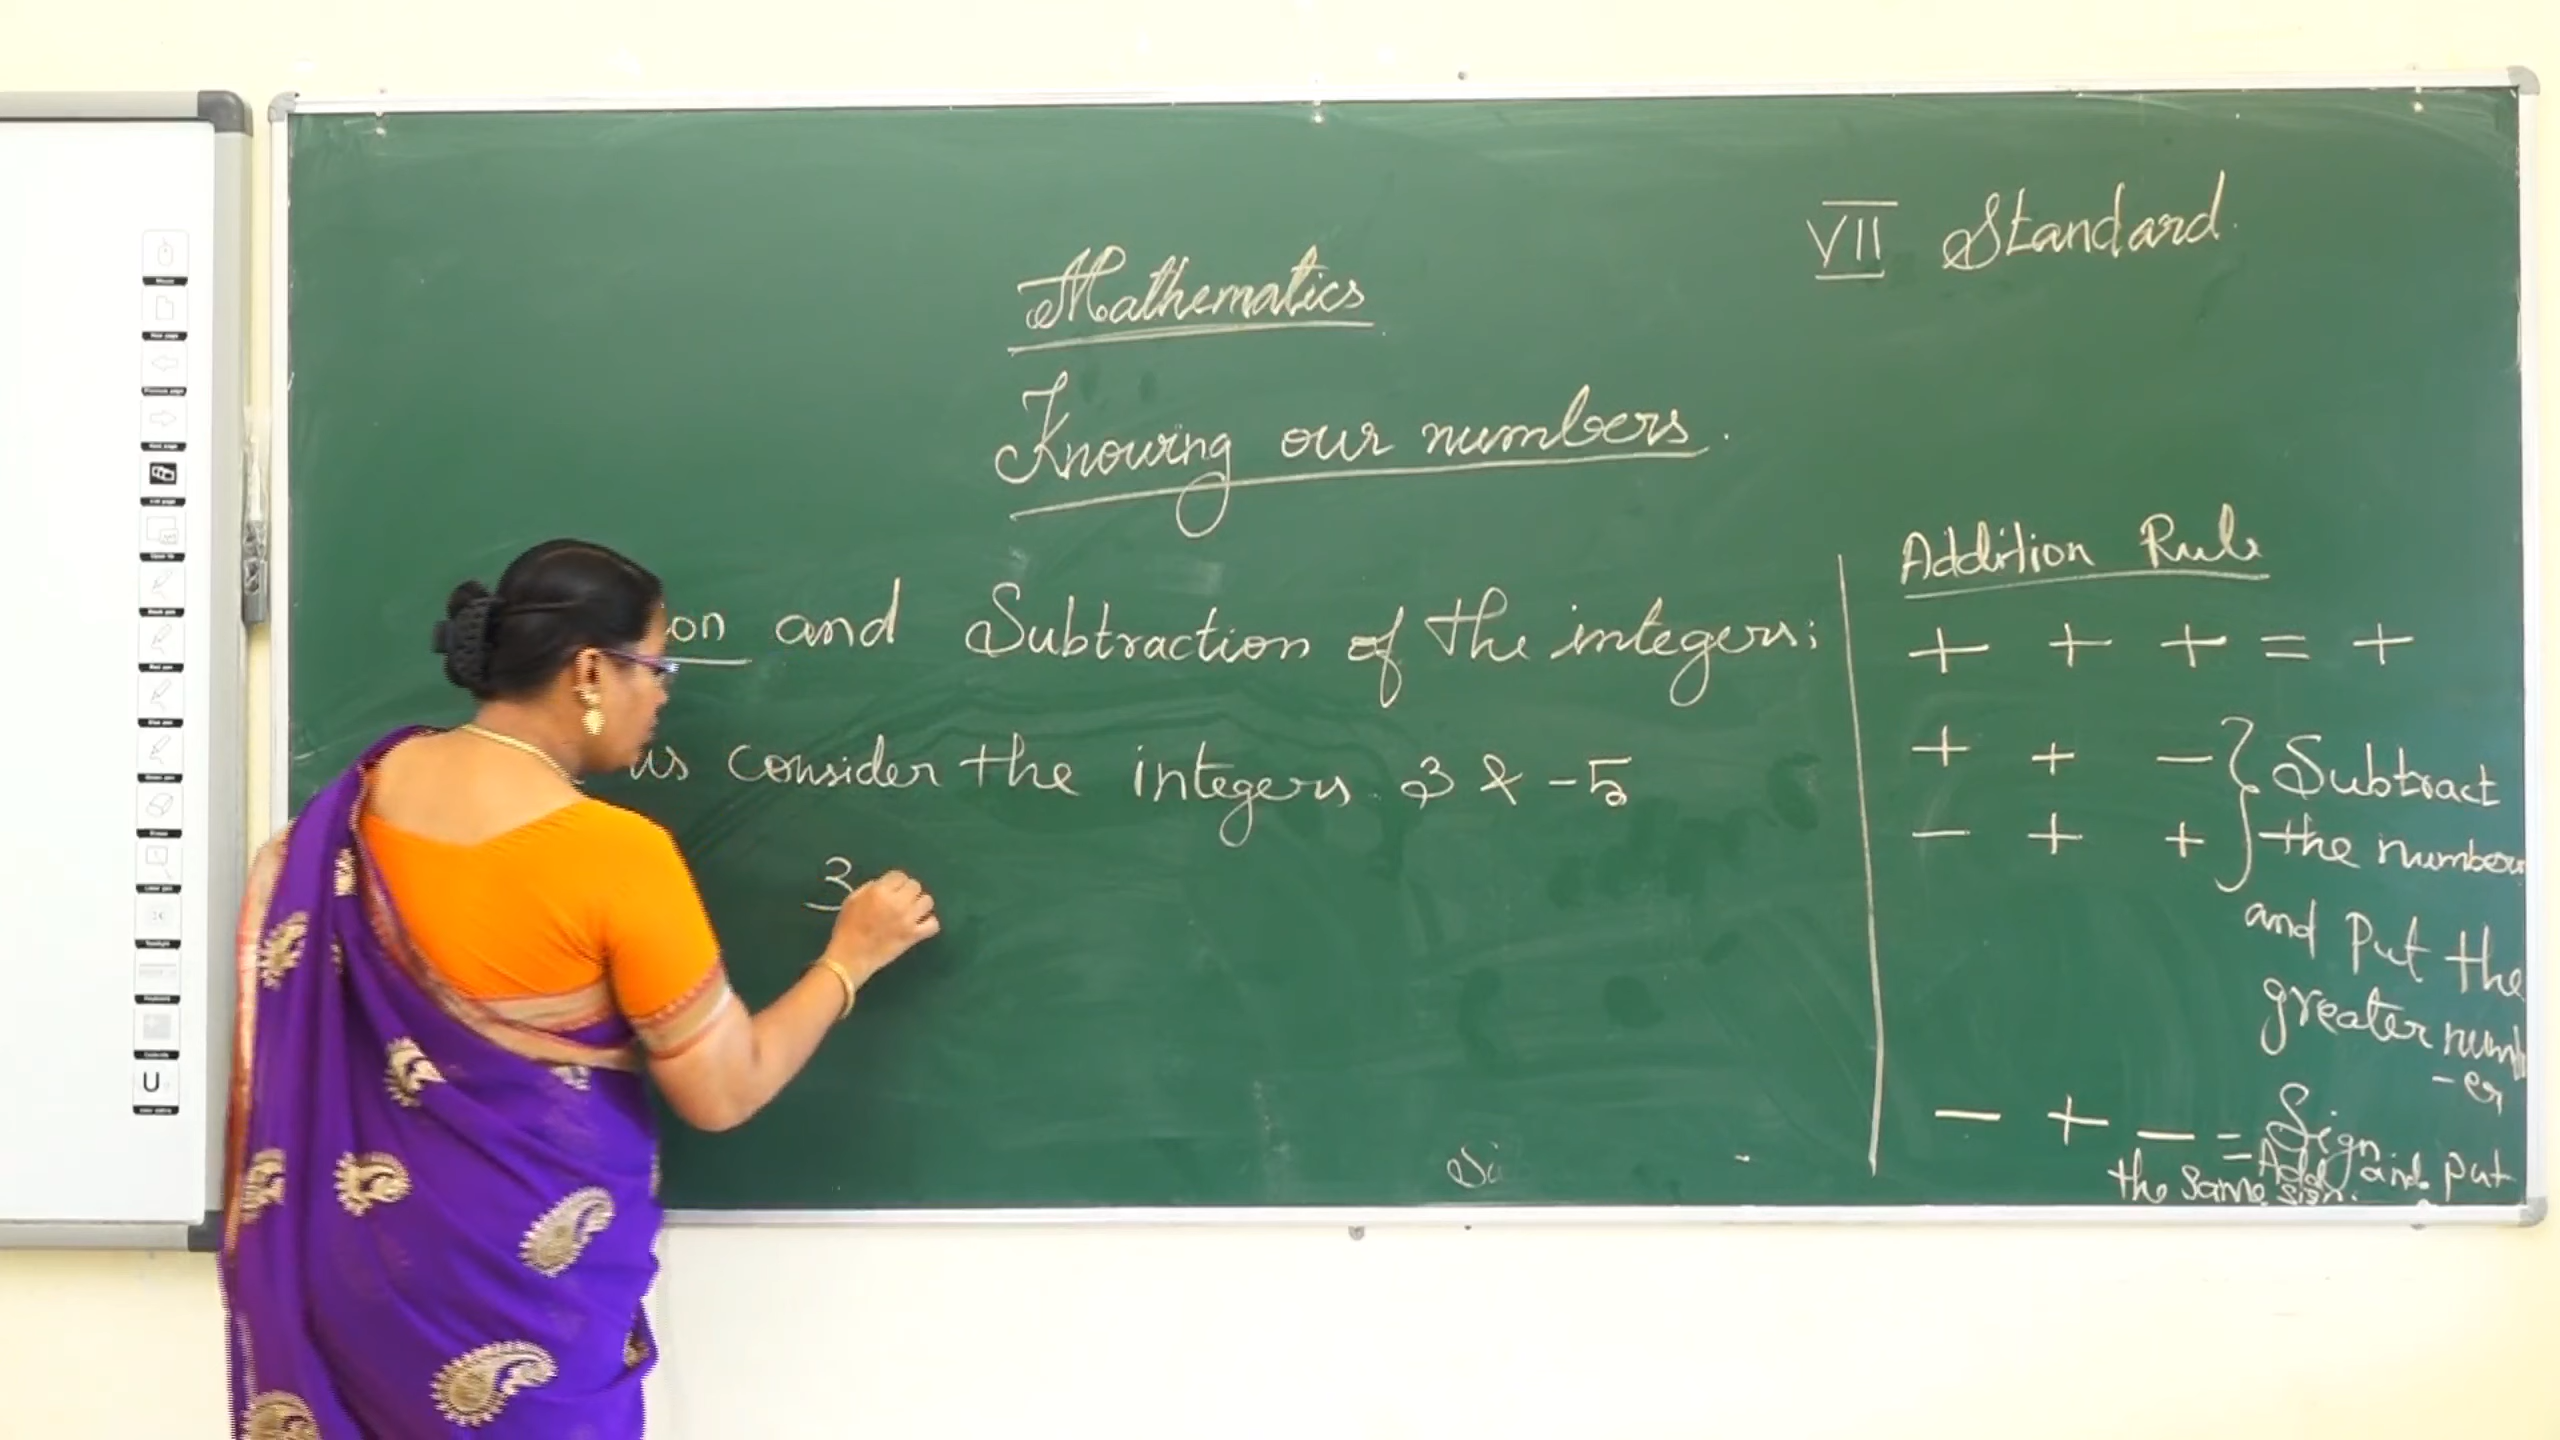 VII Standard.
Mathematics
Knowing our numbers.
on and Subtraction of the integers:
us consider the integers 3 & -5
3
Addition Rule
+ + + = +
+ + - } Subtract
- + + } the numbers
and put the
greater numb
-er
Sign
- + - = Add and put
the same sign.
Si
U